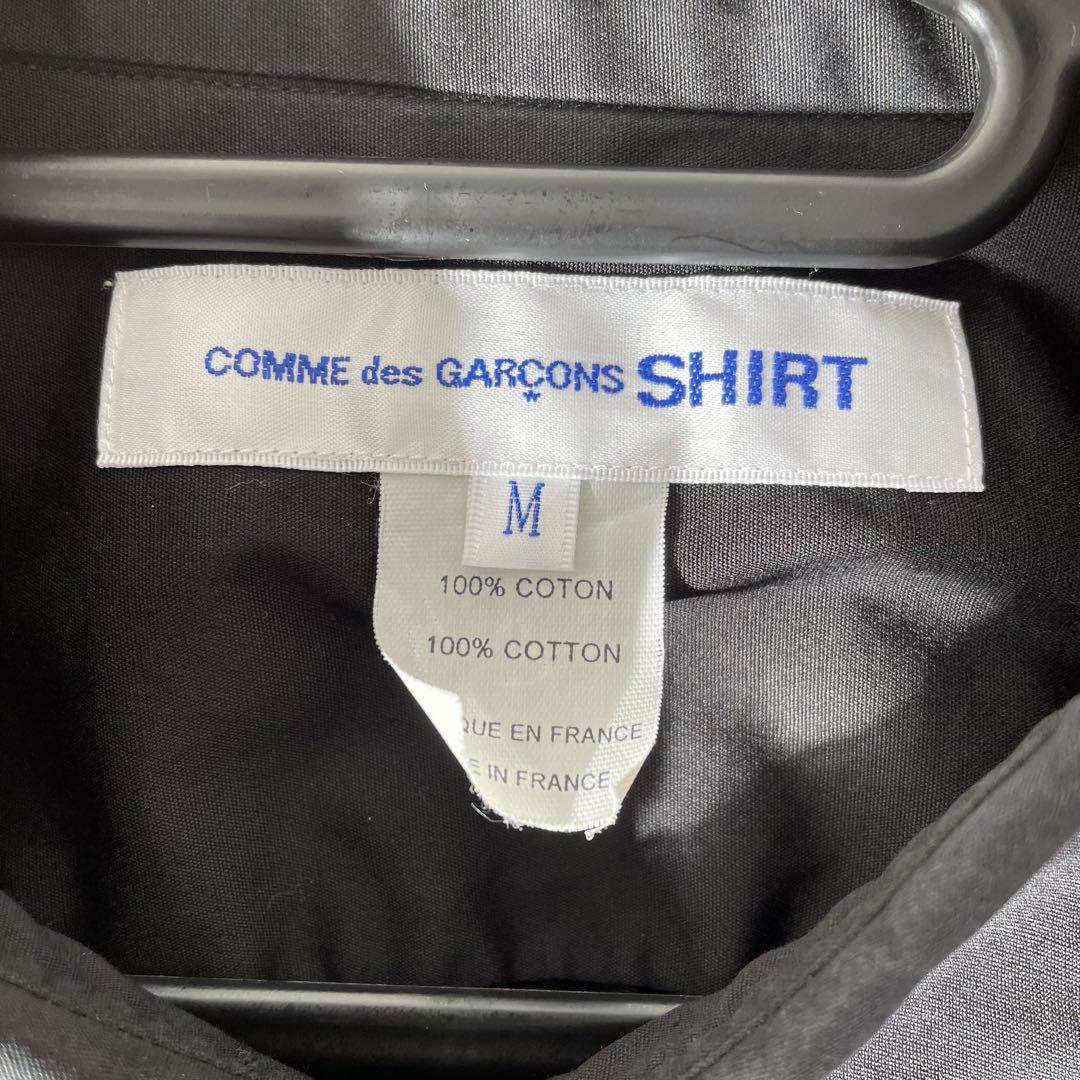 COMME des GARÇONS SHIRT
M
100% COTON
100% COTTON
QUE EN FRANCE
E IN FRANCE